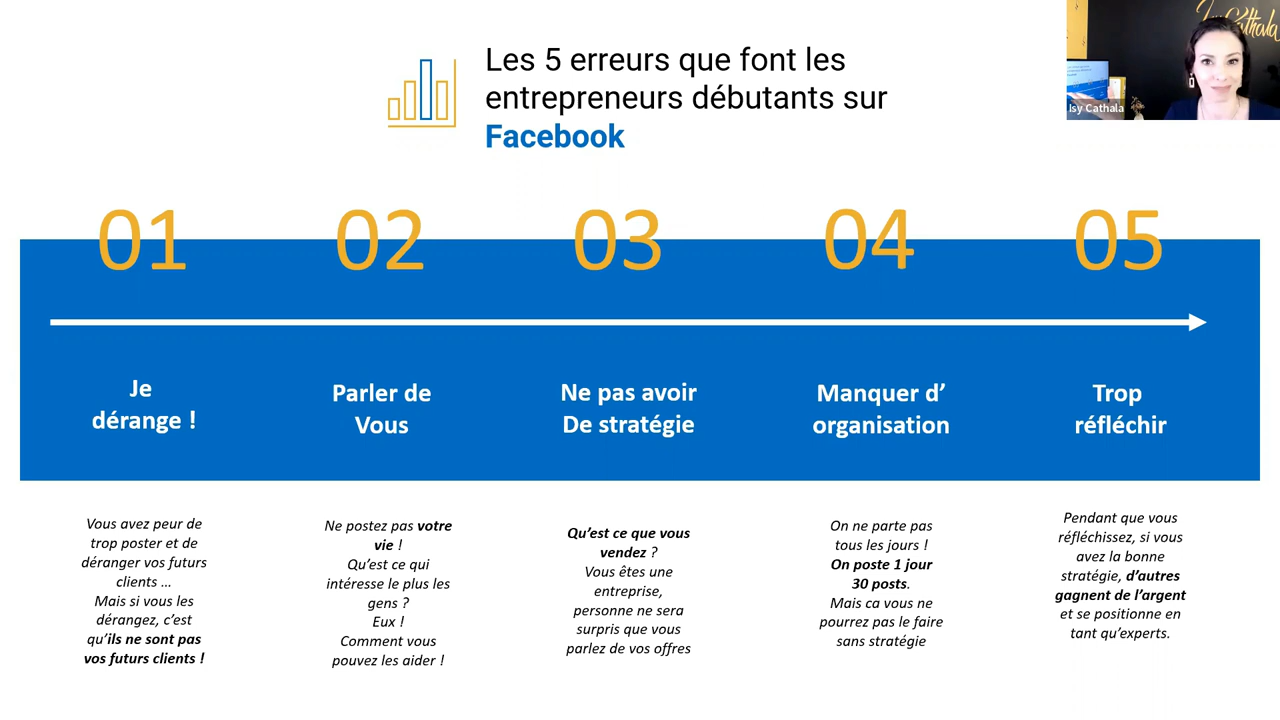 Les 5 erreurs que font les
entrepreneurs débutants sur
Facebook
Cathala
Isy Cathala
01
02
03
04
05
Je
dérange !
Parler de
Vous
Ne pas avoir
De stratégie
Manquer d’
organisation
Trop
réfléchir
Vous avez peur de
trop poster et de
déranger vos futurs
clients ...
Mais si vous les
dérangez, c’est
qu’ils ne sont pas
vos futurs clients !
Ne postez pas votre
vie !
Qu’est ce qui
intéresse le plus les
gens ?
Eux !
Comment vous
pouvez les aider !
Qu’est ce que vous
vendez ?
Vous êtes une
entreprise,
personne ne sera
surpris que vous
parlez de vos offres
On ne parte pas
tous les jours !
On poste 1 jour
30 posts.
Mais ca vous ne
pourrez pas le faire
sans stratégie
Pendant que vous
réfléchissez, si vous
avez la bonne
stratégie, d’autres
gagnent de l’argent
et se positionne en
tant qu’experts.